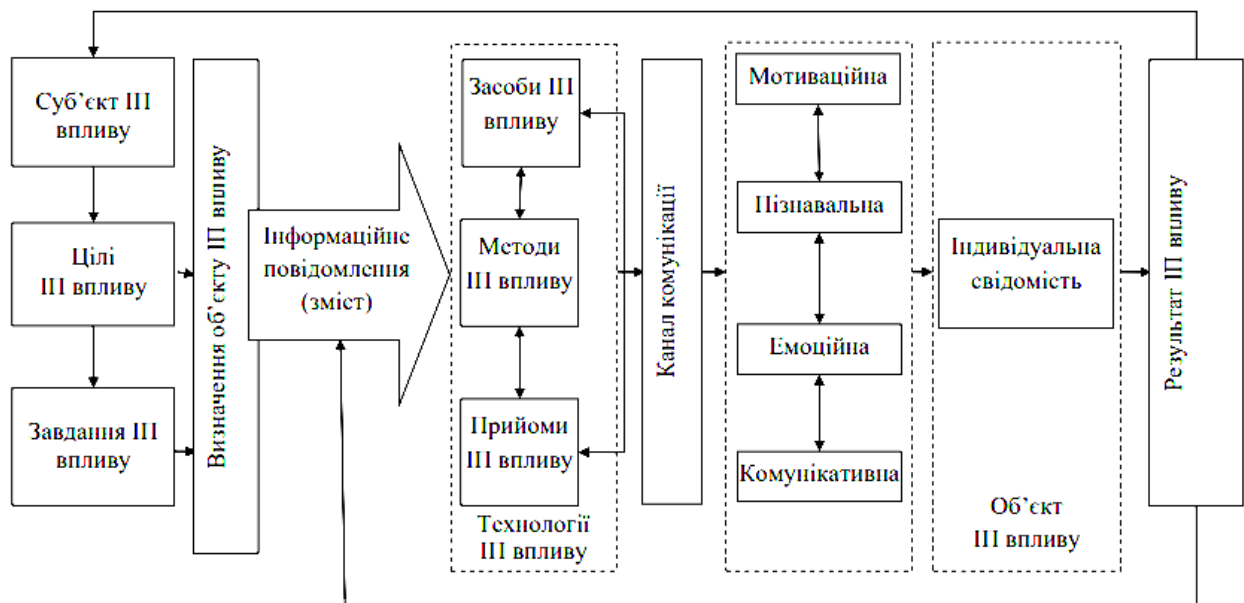 Суб’єкт ІП
впливу
Цілі
ІП впливу
Завдання ІП
впливу
Визначення об’єкту ІП впливу
Інформаційне
повідомлення
(зміст)
Засоби ІП
впливу
Методи
ІП впливу
Прийоми
ІП впливу
Технології
ІП впливу
Канал комунікації
Мотиваційна
Пізнавальна
Емоційна
Комунікативна
Індивідуальна
свідомість
Об’єкт
ІП впливу
Результат ІП впливу